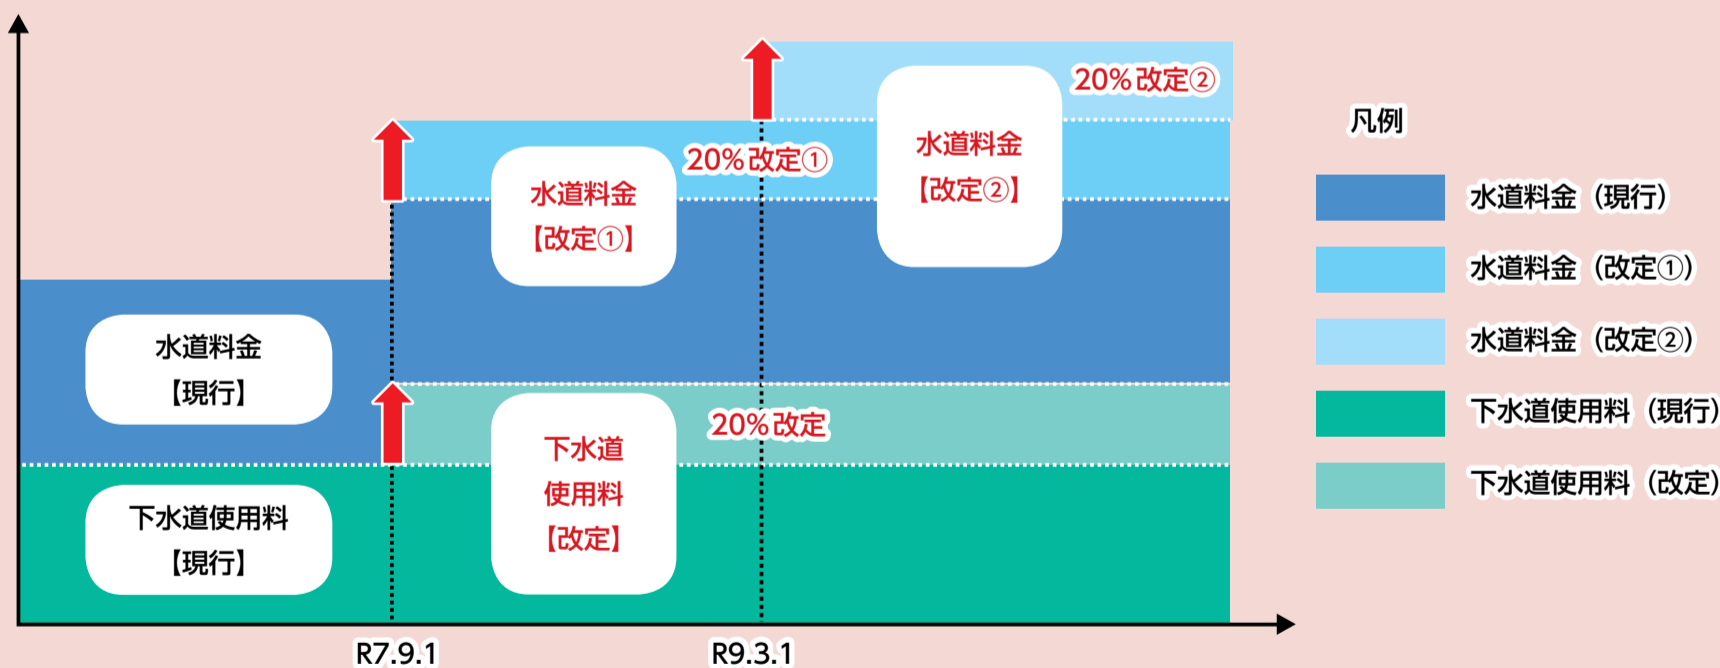 20%改定②
水道料金
【改定②】
20%改定①
水道料金
【改定①】
水道料金
【現行】
20%改定
下水道
使用料
【改定】
下水道使用料
【現行】
R7.9.1
R9.3.1
凡例
水道料金（現行）
水道料金（改定①）
水道料金（改定②）
下水道使用料（現行）
下水道使用料（改定）